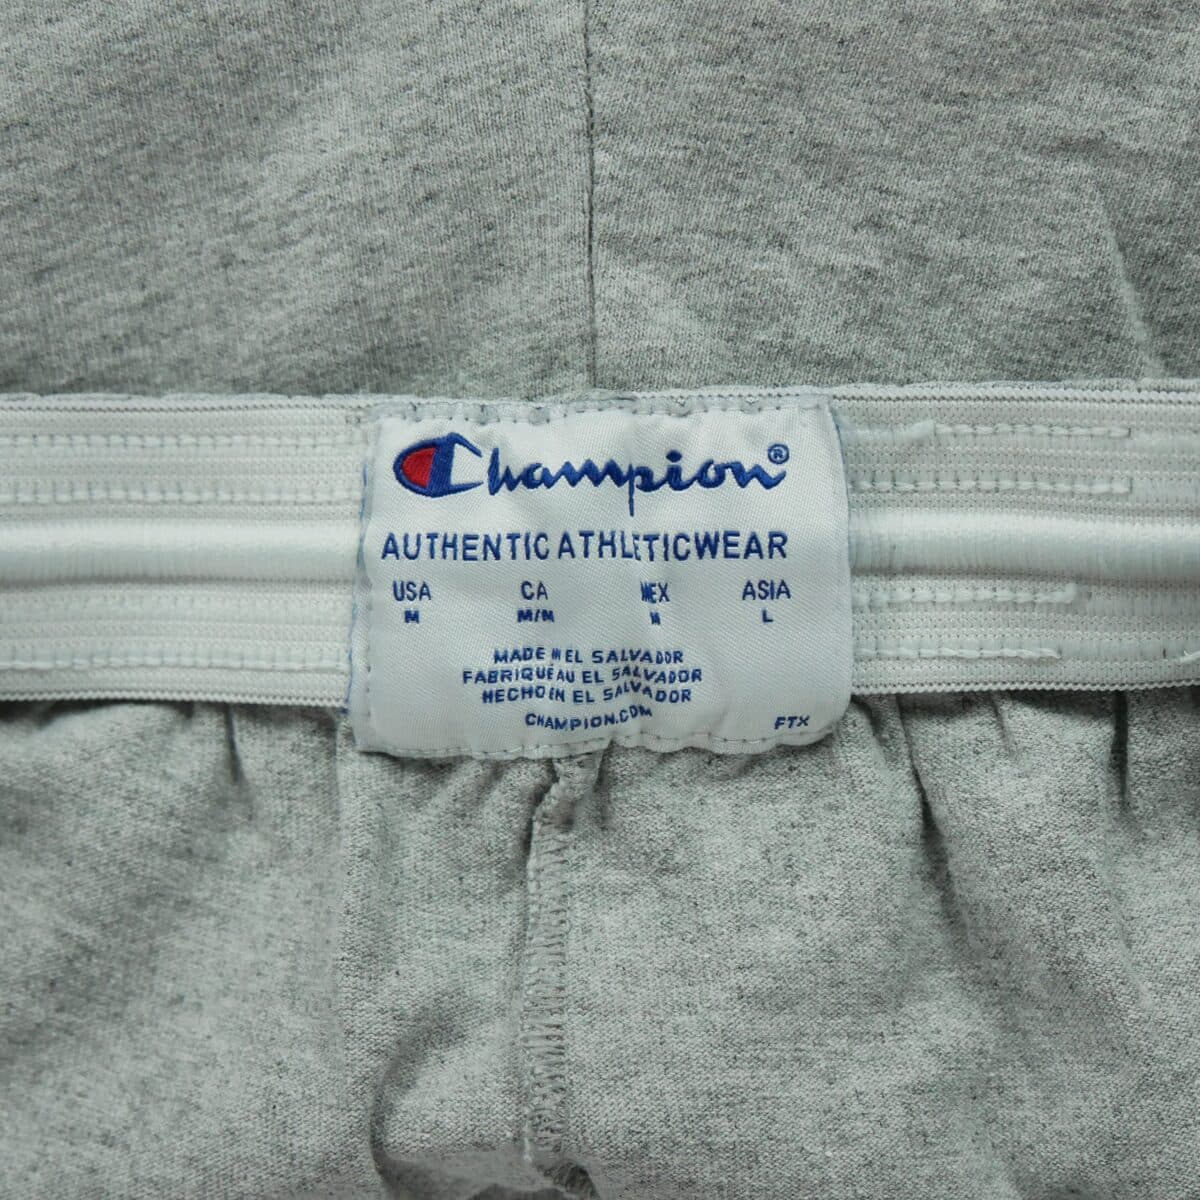 Champion®
AUTHENTIC ATHLETICWEAR
USA CA MEX ASIA
M M/M M L
MADE IN EL SALVADOR
FABRIQUÉ AU EL SALVADOR
HECHO EN EL SALVADOR
CHAMPION.COM FTX